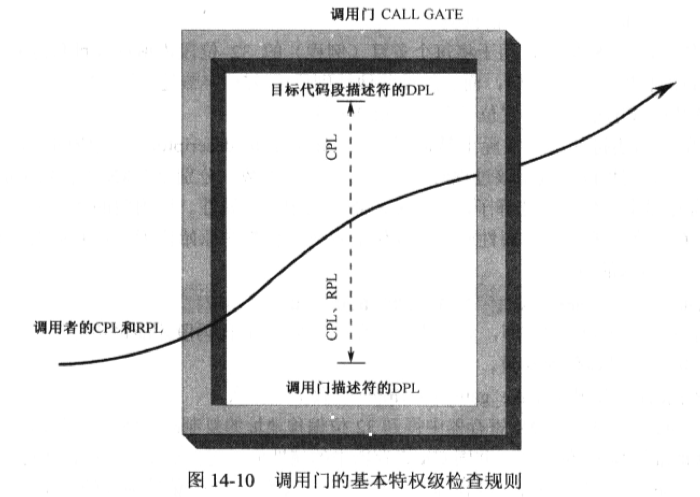 调用门 CALL GATE
目标代码段描述符的DPL
CPL
CPL、RPL
调用者的CPL和RPL
调用门描述符的DPL
图 14-10 调用门的基本特权级检查规则